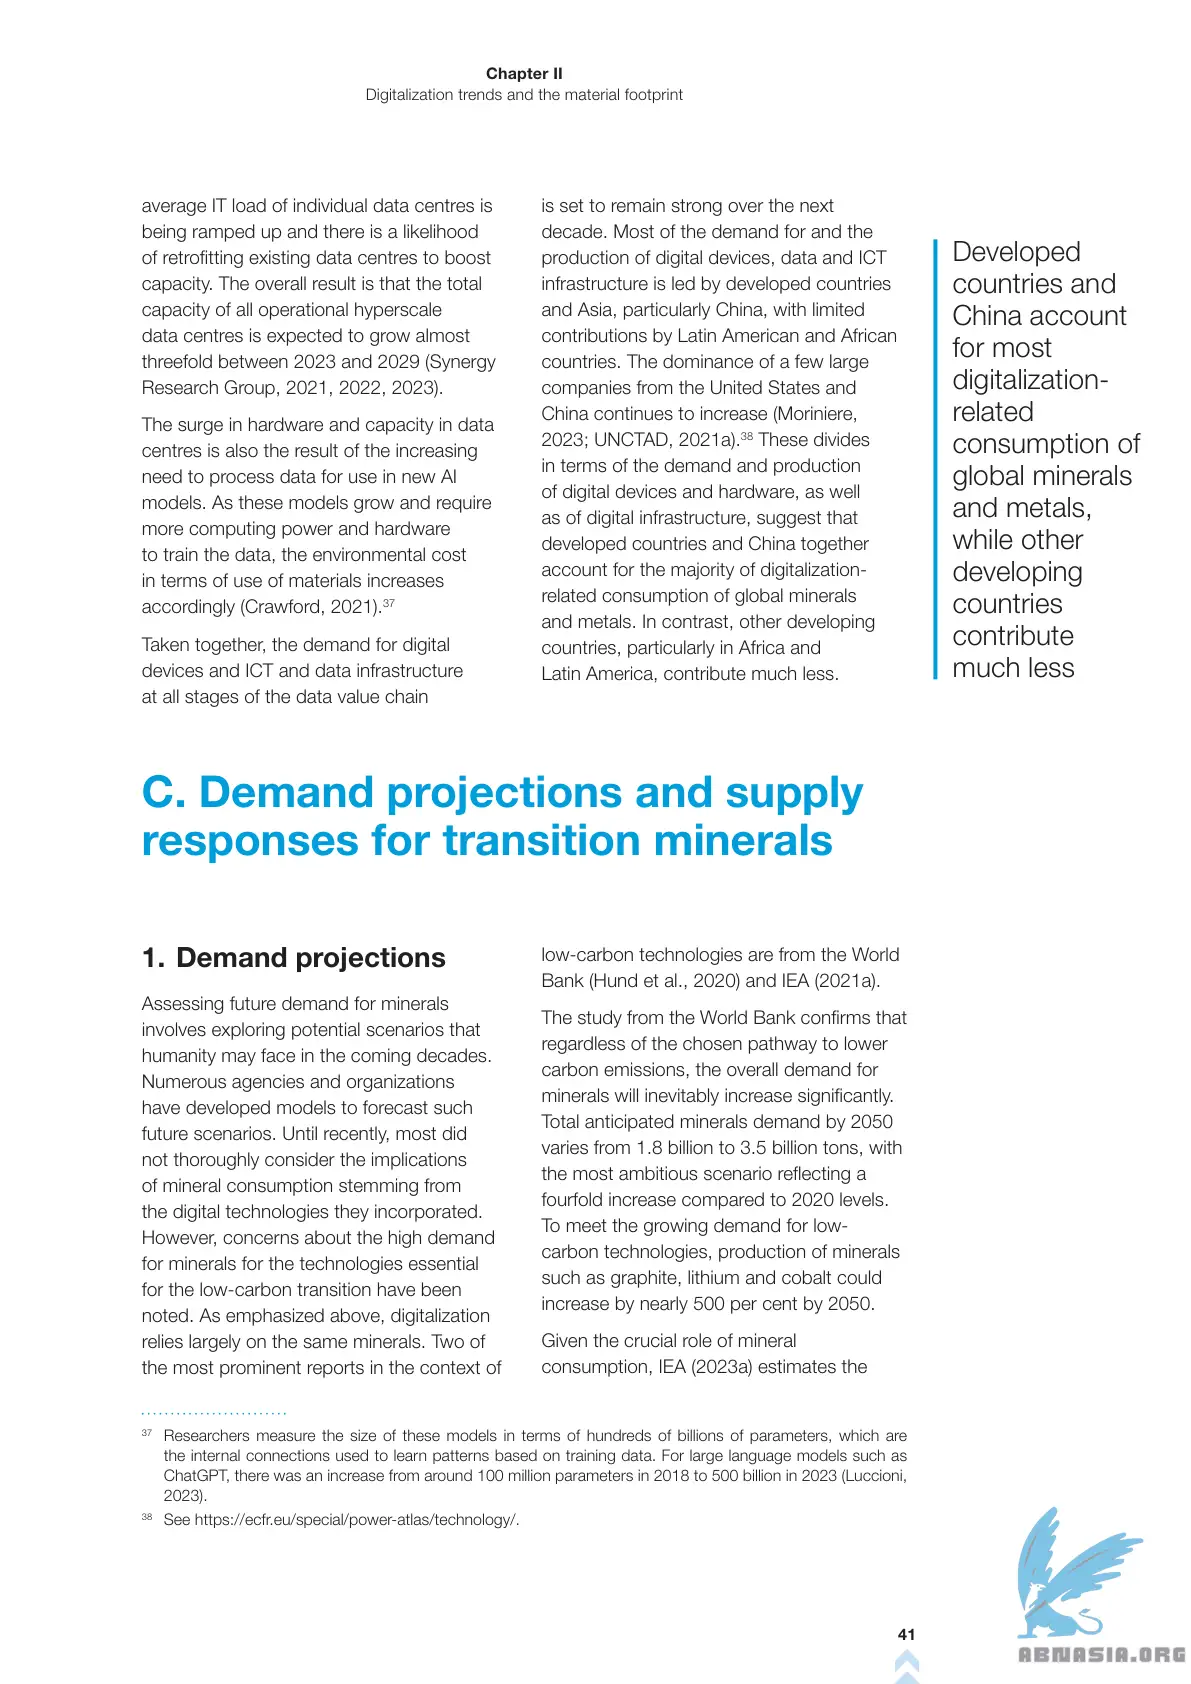 Chapter II
Digitalization trends and the material footprint
average IT load of individual data centres is
being ramped up and there is a likelihood
of retrofitting existing data centres to boost
capacity. The overall result is that the total
capacity of all operational hyperscale
data centres is expected to grow almost
threefold between 2023 and 2029 (Synergy
Research Group, 2021, 2022, 2023).
The surge in hardware and capacity in data
centres is also the result of the increasing
need to process data for use in new AI
models. As these models grow and require
more computing power and hardware
to train the data, the environmental cost
in terms of use of materials increases
accordingly (Crawford, 2021).37
Taken together, the demand for digital
devices and ICT and data infrastructure
at all stages of the data value chain
is set to remain strong over the next
decade. Most of the demand for and the
production of digital devices, data and ICT
infrastructure is led by developed countries
and Asia, particularly China, with limited
contributions by Latin American and African
countries. The dominance of a few large
companies from the United States and
China continues to increase (Moriniere,
2023; UNCTAD, 2021a).38 These divides
in terms of the demand and production
of digital devices and hardware, as well
as of digital infrastructure, suggest that
developed countries and China together
account for the majority of digitalization-
related consumption of global minerals
and metals. In contrast, other developing
countries, particularly in Africa and
Latin America, contribute much less.
Developed
countries and
China account
for most
digitalization-
related
consumption of
global minerals
and metals,
while other
developing
countries
contribute
much less
C. Demand projections and supply
responses for transition minerals
1. Demand projections
Assessing future demand for minerals
involves exploring potential scenarios that
humanity may face in the coming decades.
Numerous agencies and organizations
have developed models to forecast such
future scenarios. Until recently, most did
not thoroughly consider the implications
of mineral consumption stemming from
the digital technologies they incorporated.
However, concerns about the high demand
for minerals for the technologies essential
for the low-carbon transition have been
noted. As emphasized above, digitalization
relies largely on the same minerals. Two of
the most prominent reports in the context of
low-carbon technologies are from the World
Bank (Hund et al., 2020) and IEA (2021a).
The study from the World Bank confirms that
regardless of the chosen pathway to lower
carbon emissions, the overall demand for
minerals will inevitably increase significantly.
Total anticipated minerals demand by 2050
varies from 1.8 billion to 3.5 billion tons, with
the most ambitious scenario reflecting a
fourfold increase compared to 2020 levels.
To meet the growing demand for low-
carbon technologies, production of minerals
such as graphite, lithium and cobalt could
increase by nearly 500 per cent by 2050.
Given the crucial role of mineral
consumption, IEA (2023a) estimates the
37 Researchers measure the size of these models in terms of hundreds of billions of parameters, which are
the internal connections used to learn patterns based on training data. For large language models such as
ChatGPT, there was an increase from around 100 million parameters in 2018 to 500 billion in 2023 (Luccioni,
2023).
38 See https://ecfr.eu/special/power-atlas/technology/.
41
ABNASIA.ORG